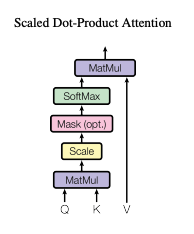 Scaled Dot-Product Attention
MatMul
SoftMax
Mask (opt.)
Scale
MatMul
Q K V